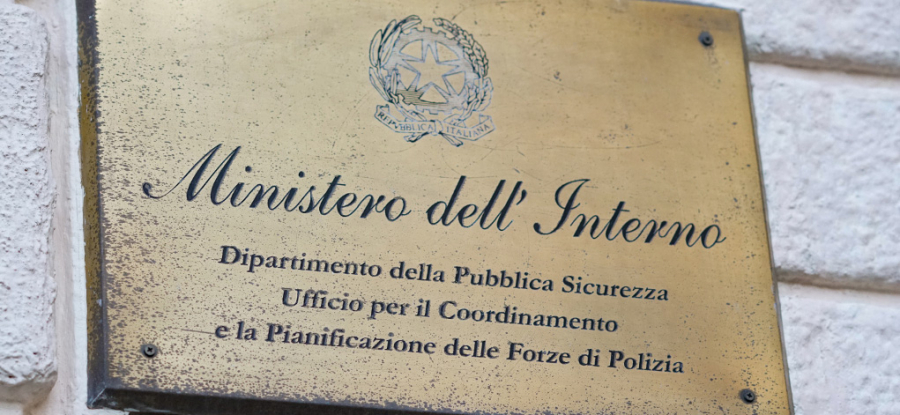 REPVBBLICA ITALIANA
Ministero dell' Interno
Dipartimento della Pubblica Sicurezza
Ufficio per il Coordinamento
e la Pianificazione delle Forze di Polizia